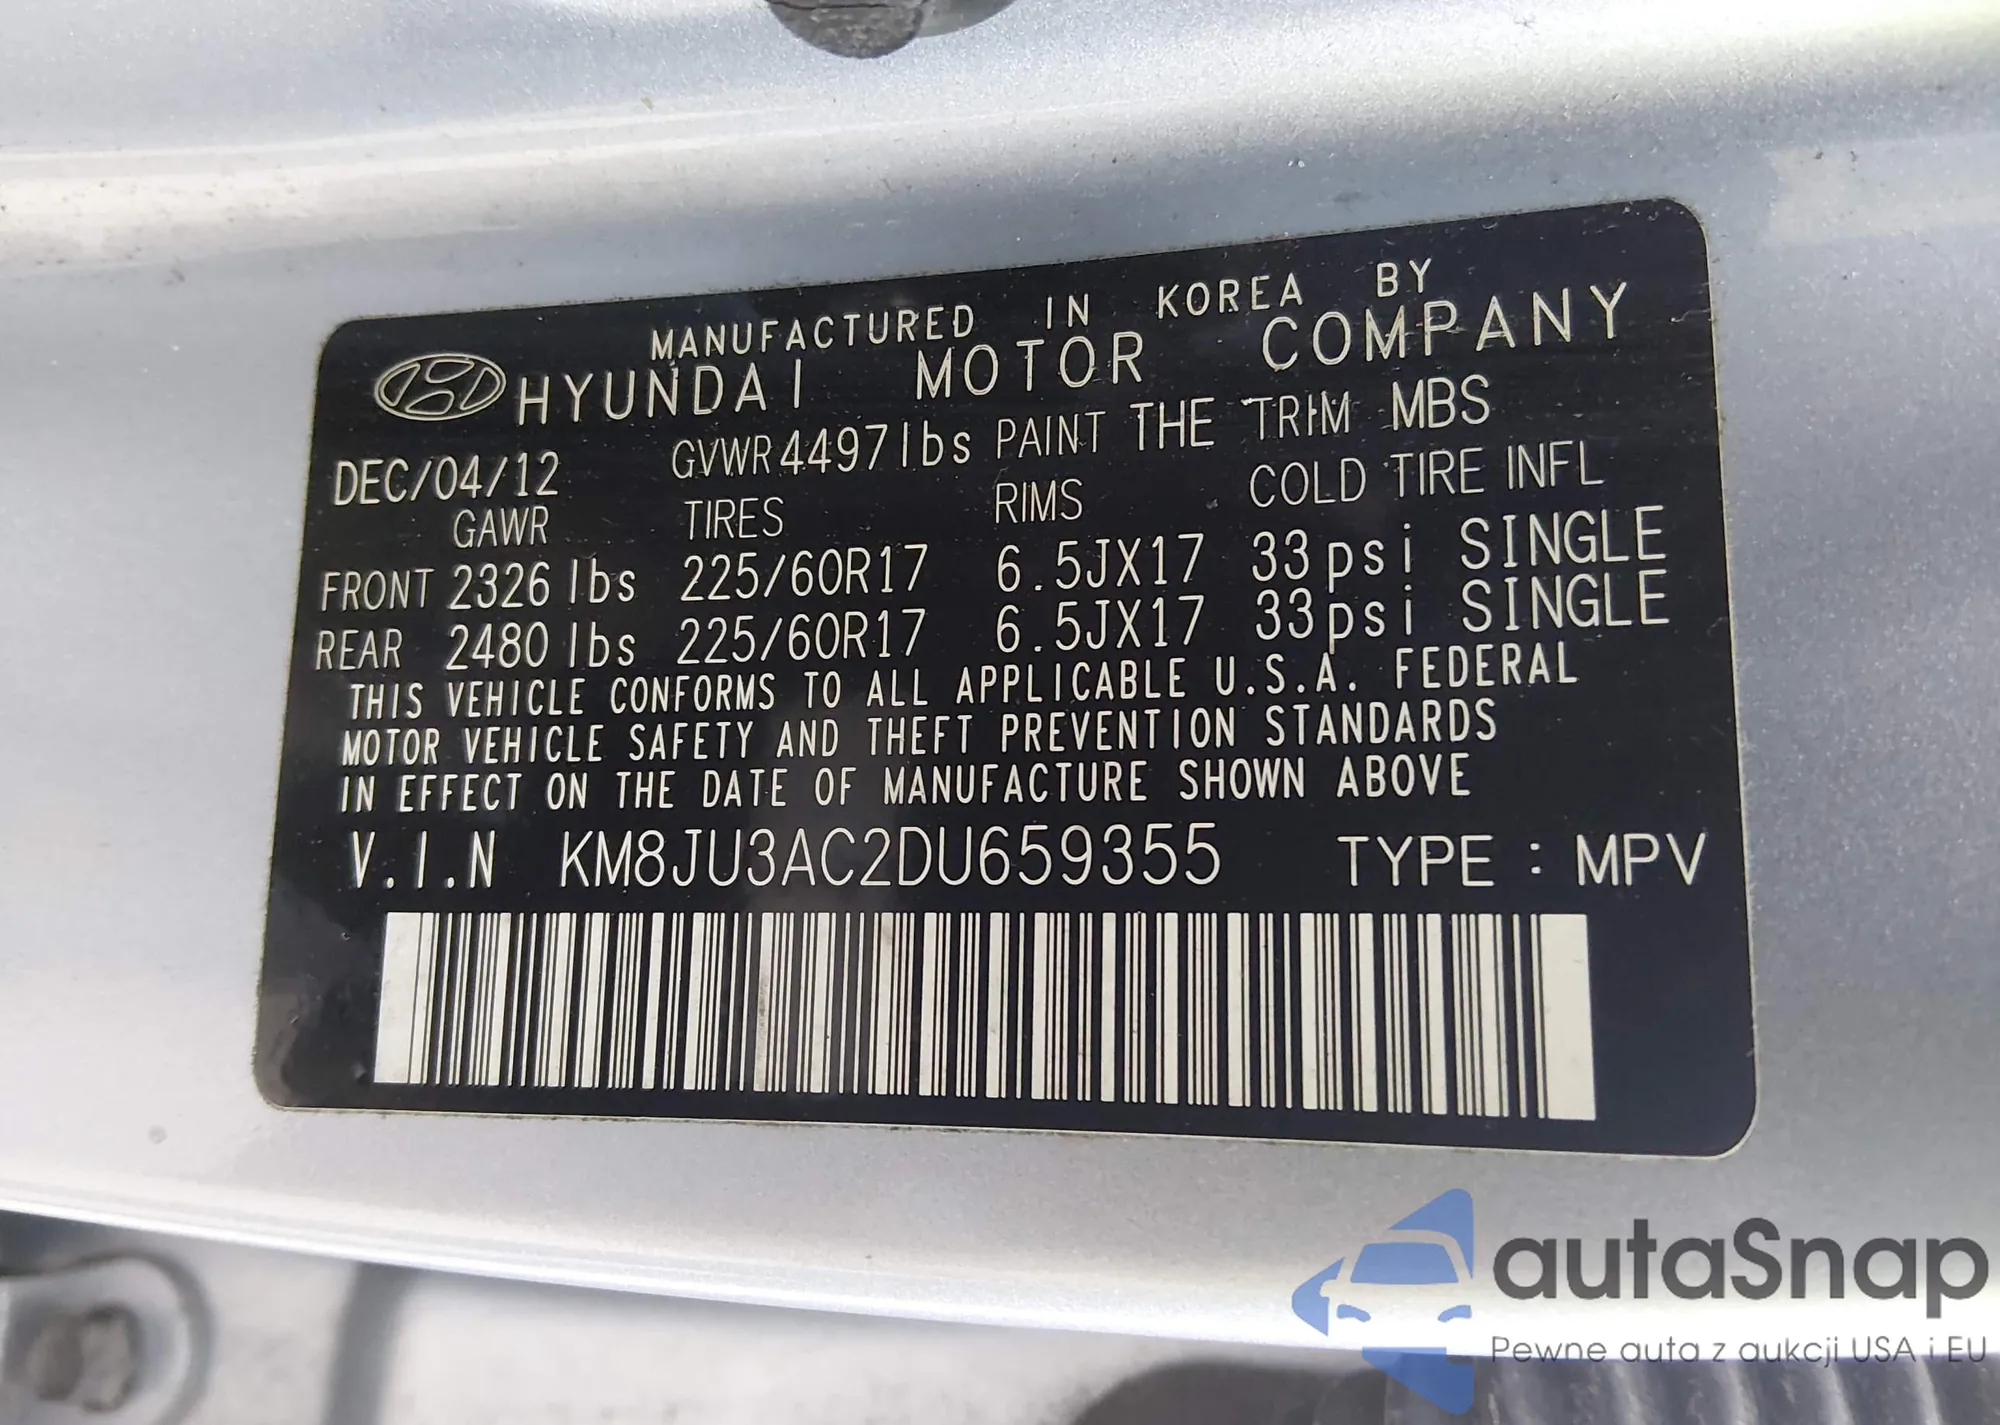 MANUFACTURED IN KOREA BY
HYUNDAI MOTOR COMPANY
DEC/04/12 GVWR 4497lbs PAINT THE TRIM MBS
GAWR TIRES RIMS COLD TIRE INFL
FRONT 2326 lbs 225/60R17 6.5JX17 33psi SINGLE
REAR 2480 lbs 225/60R17 6.5JX17 33psi SINGLE
THIS VEHICLE CONFORMS TO ALL APPLICABLE U.S.A. FEDERAL
MOTOR VEHICLE SAFETY AND THEFT PREVENTION STANDARDS
IN EFFECT ON THE DATE OF MANUFACTURE SHOWN ABOVE
V.I.N KM8JU3AC2DU659355 TYPE : MPV
autaSnap
Pewne auta z aukcji USA i EU